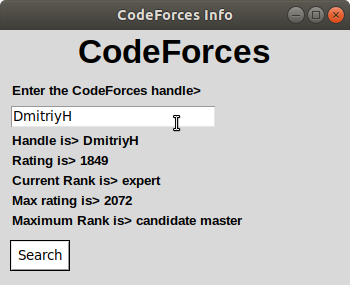 CodeForces Info
CodeForces
Enter the CodeForces handle>
DmitriyH
Handle is> DmitriyH
Rating is> 1849
Current Rank is> expert
Max rating is> 2072
Maximum Rank is> candidate master
Search